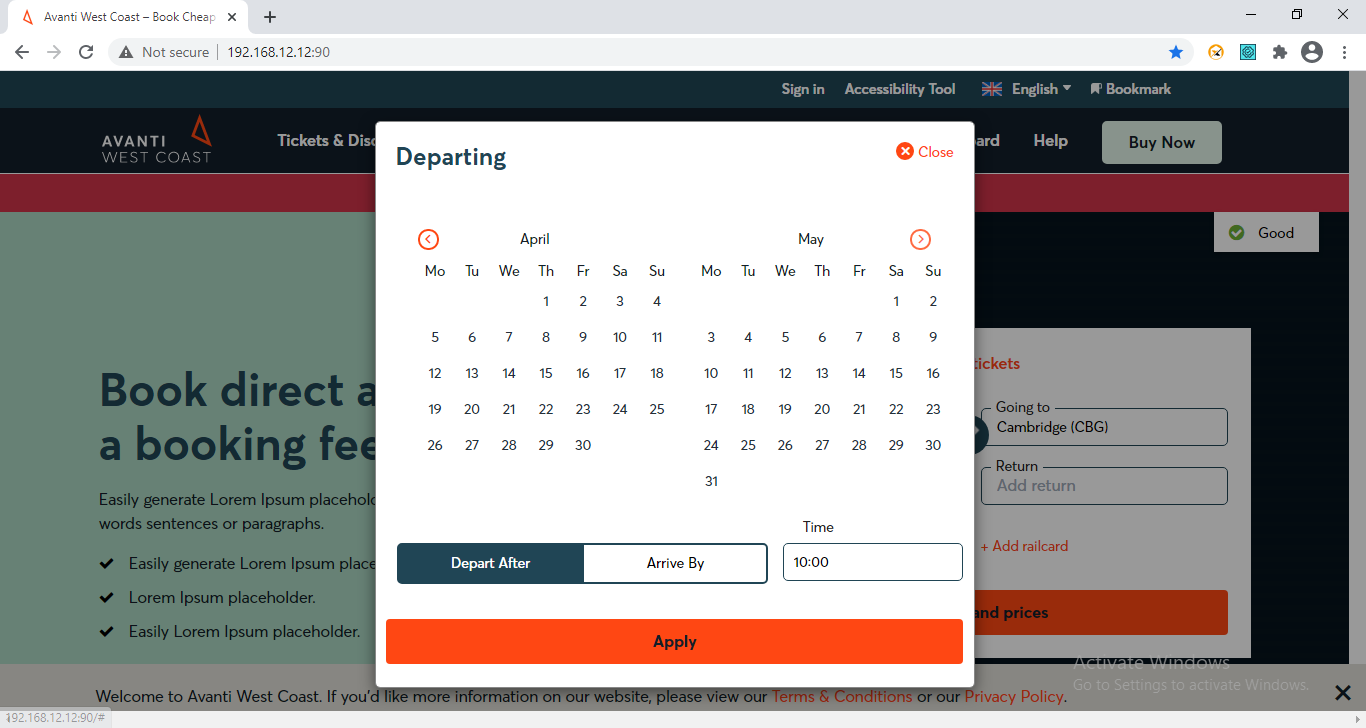 Avanti West Coast – Book Cheap
Not secure
192.168.12.12:90
Sign in
Accessibility Tool
English
Bookmark
AVANTI
WEST COAST
Tickets & Disc
ard
Help
Buy Now
Departing
Close
Good
April
May
Mo Tu We Th Fr Sa Su
Mo Tu We Th Fr Sa Su
1 2 3 4
1 2
5 6 7 8 9 10 11
3 4 5 6 7 8 9
12 13 14 15 16 17 18
10 11 12 13 14 15 16
19 20 21 22 23 24 25
17 18 19 20 21 22 23
26 27 28 29 30
24 25 26 27 28 29 30
31
Time
Depart After
Arrive By
10:00
Apply
Book direct a
a booking fee
Easily generate Lorem Ipsum placehold
words sentences or paragraphs.
Easily generate Lorem Ipsum place
Lorem Ipsum placeholder.
Easily Lorem Ipsum placeholder.
tickets
Going to
Cambridge (CBG)
Return
Add return
+ Add railcard
and prices
Activate Windows
Go to Settings to activate Windows.
Welcome to Avanti West Coast. If you'd like more information on our website, please view our Terms & Conditions or our Privacy Policy.
192.168.12.12:90/#